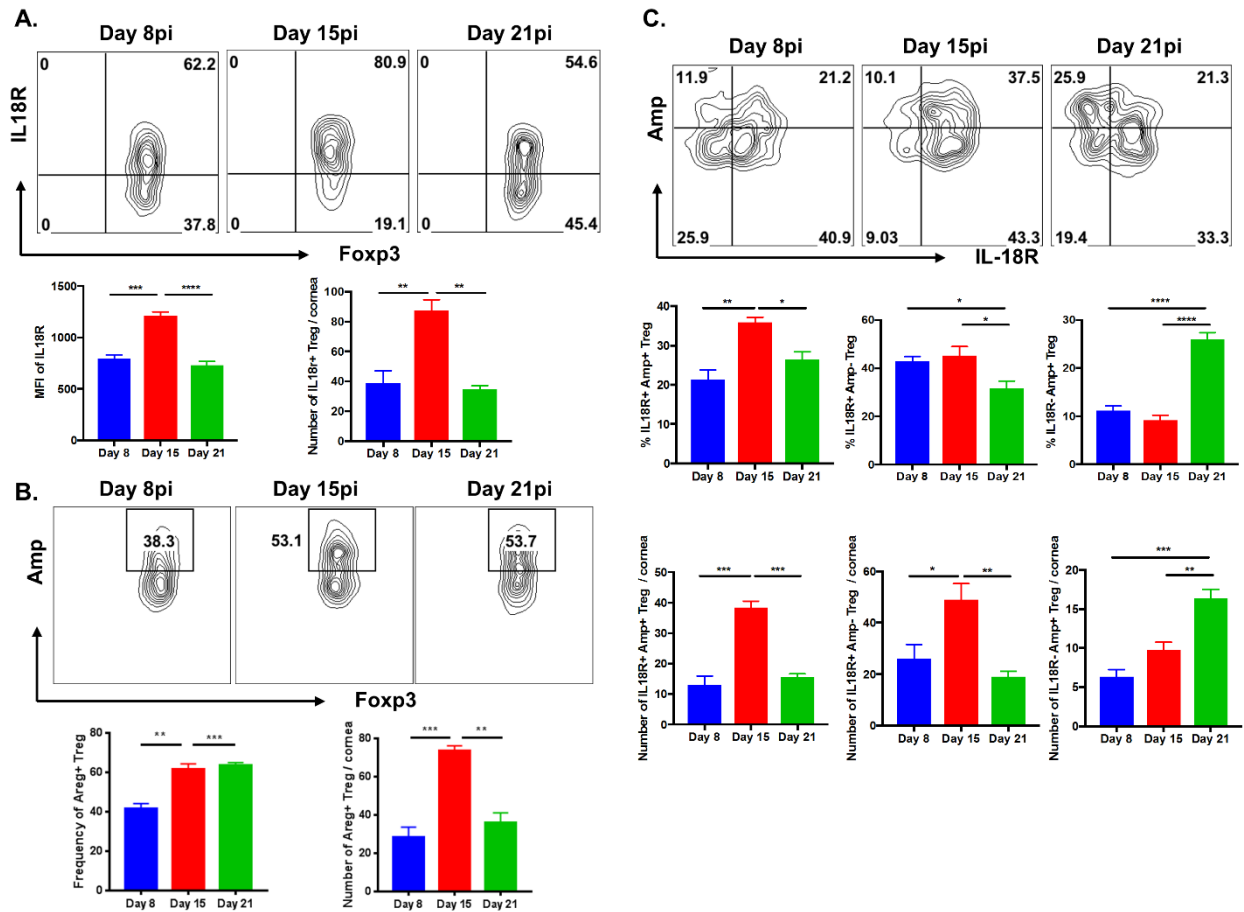 A.
Day 8pi Day 15pi Day 21pi
0 62.2 0 80.9 0 54.6
IL18R
0 37.8 0 19.1 0 45.4
Foxp3
MFI of IL18R
1500
1000
500
0
*** ****
Day 8 Day 15 Day 21
Number of IL18r+ Treg / cornea
100
80
60
40
20
0
** **
Day 8 Day 15 Day 21
B.
Day 8pi Day 15pi Day 21pi
Amp
38.3 53.1 53.7
Foxp3
Frequency of Areg+ Treg
80
60
40
20
0
** ***
Day 8 Day 15 Day 21
Number of Areg+ Treg / cornea
80
60
40
20
0
*** **
Day 8 Day 15 Day 21
C.
Day 8pi Day 15pi Day 21pi
11.9 21.2 10.1 37.5 25.9 21.3
Amp
25.9 40.9 9.03 43.3 19.4 33.3
IL-18R
% IL18R+ Amp+ Treg
40
30
20
10
0
** *
Day 8 Day 15 Day 21
% IL18R+ Amp- Treg
80
60
40
20
0
*
*
Day 8 Day 15 Day 21
% IL18R- Amp+ Treg
30
20
10
0
****
****
Day 8 Day 15 Day 21
Number of IL18R+ Amp+ Treg / cornea
50
40
30
20
10
0
*** ***
Day 8 Day 15 Day 21
Number of IL18R+ Amp- Treg / cornea
60
40
20
0
* **
Day 8 Day 15 Day 21
Number of IL18R- Amp+ Treg / cornea
20
15
10
5
0
***
**
Day 8 Day 15 Day 21